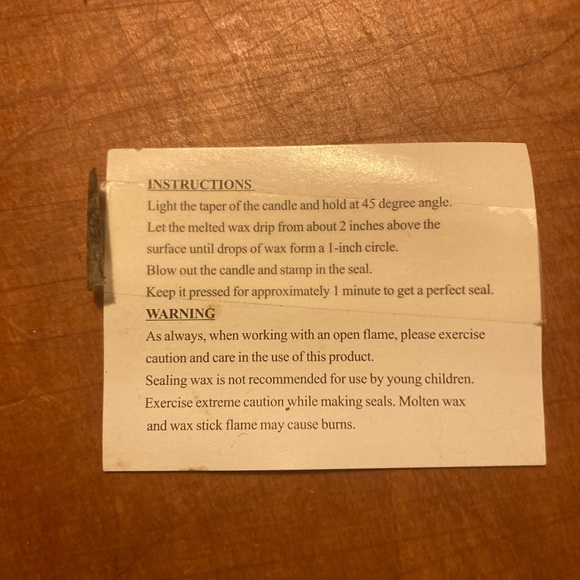 INSTRUCTIONS
Light the taper of the candle and hold at 45 degree angle.
Let the melted wax drip from about 2 inches above the
surface until drops of wax form a 1-inch circle.
Blow out the candle and stamp in the seal.
Keep it pressed for approximately 1 minute to get a perfect seal.
WARNING
As always, when working with an open flame, please exercise
caution and care in the use of this product.
Sealing wax is not recommended for use by young children.
Exercise extreme caution while making seals. Molten wax
and wax stick flame may cause burns.